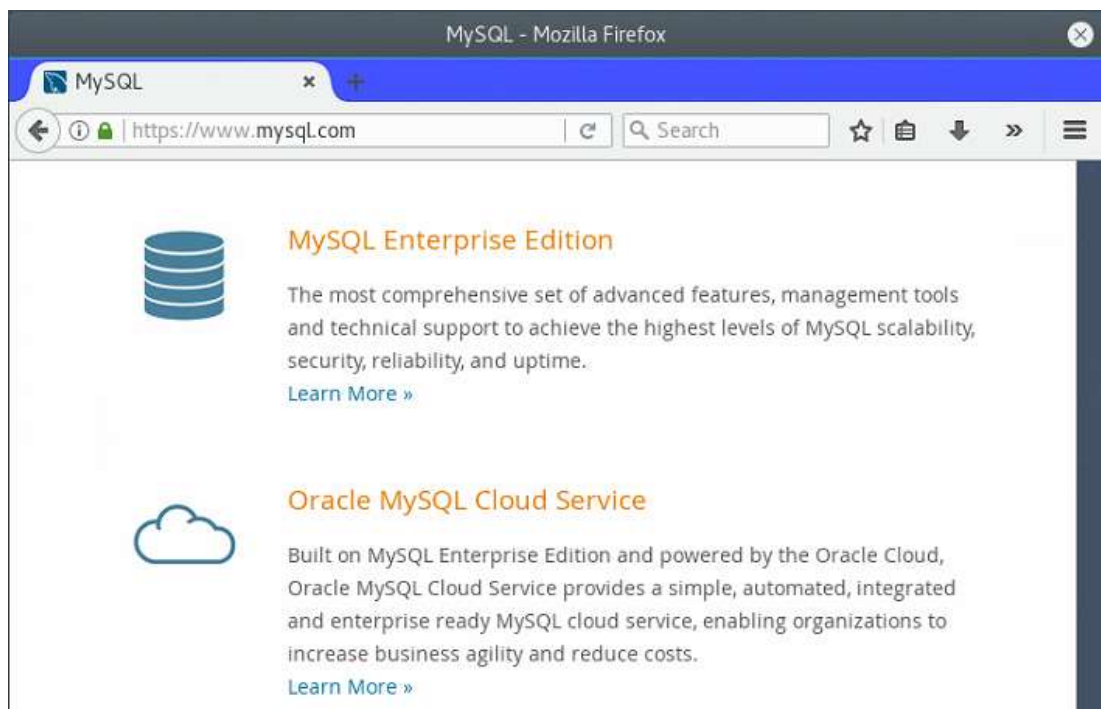 MySQL - Mozilla Firefox
MySQL
https://www.mysql.com
Search
MySQL Enterprise Edition
The most comprehensive set of advanced features, management tools
and technical support to achieve the highest levels of MySQL scalability,
security, reliability, and uptime.
Learn More »
Oracle MySQL Cloud Service
Built on MySQL Enterprise Edition and powered by the Oracle Cloud,
Oracle MySQL Cloud Service provides a simple, automated, integrated
and enterprise ready MySQL cloud service, enabling organizations to
increase business agility and reduce costs.
Learn More »